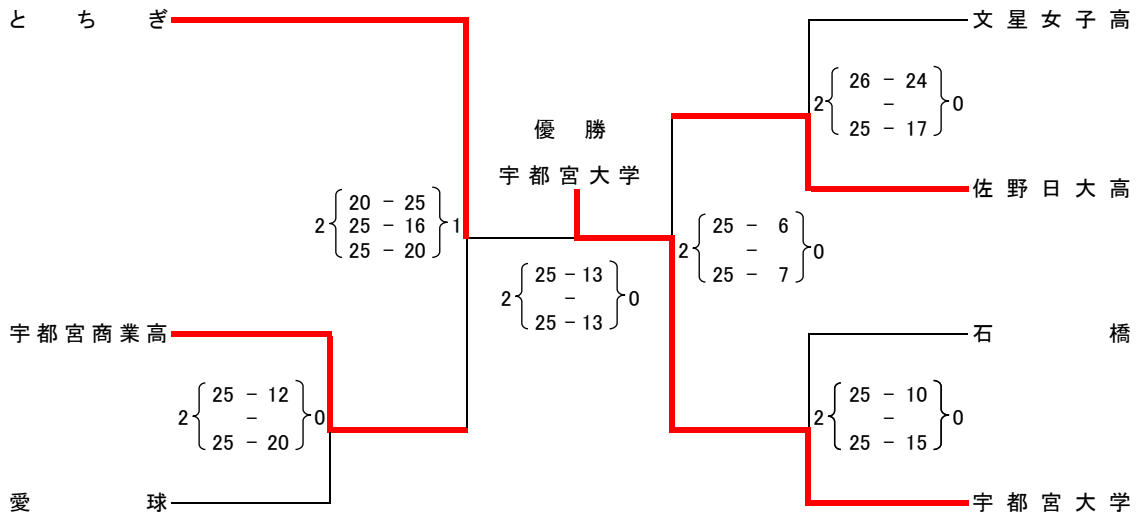 とちぎ
文星女子高
2 { 26 - 24
-
25 - 17 } 0
優勝
宇都宮大学
佐野日大高
2 { 20 - 25
25 - 16
25 - 20 } 1
2 { 25 - 6
-
25 - 7 } 0
2 { 25 - 13
-
25 - 13 } 0
宇都宮商業高
石橋
2 { 25 - 12
-
25 - 20 } 0
2 { 25 - 10
-
25 - 15 } 0
愛球
宇都宮大学